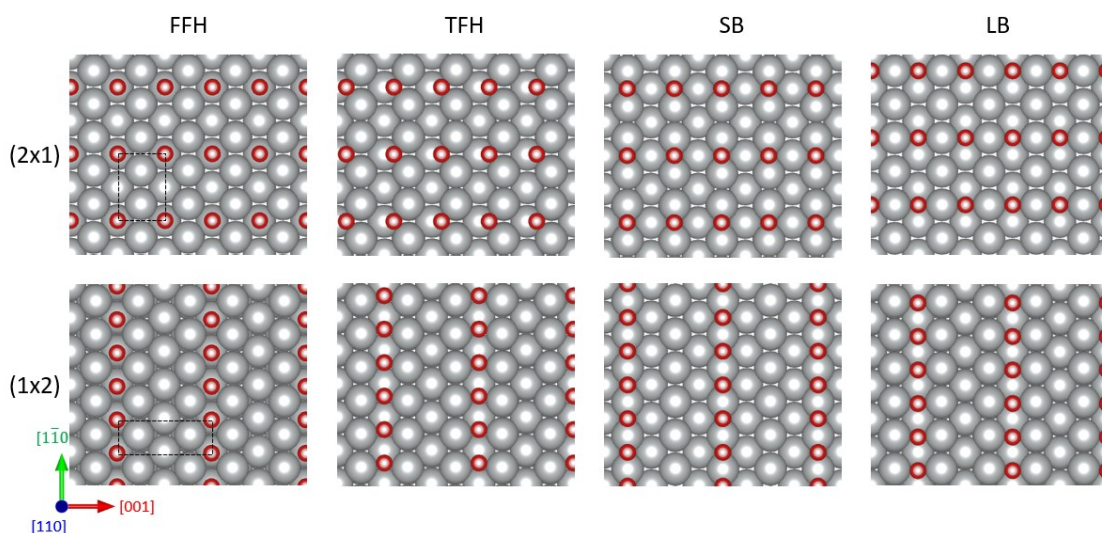 FFH TFH SB LB
(2x1)
(1x2)
[11̅0]
[001]
[110]